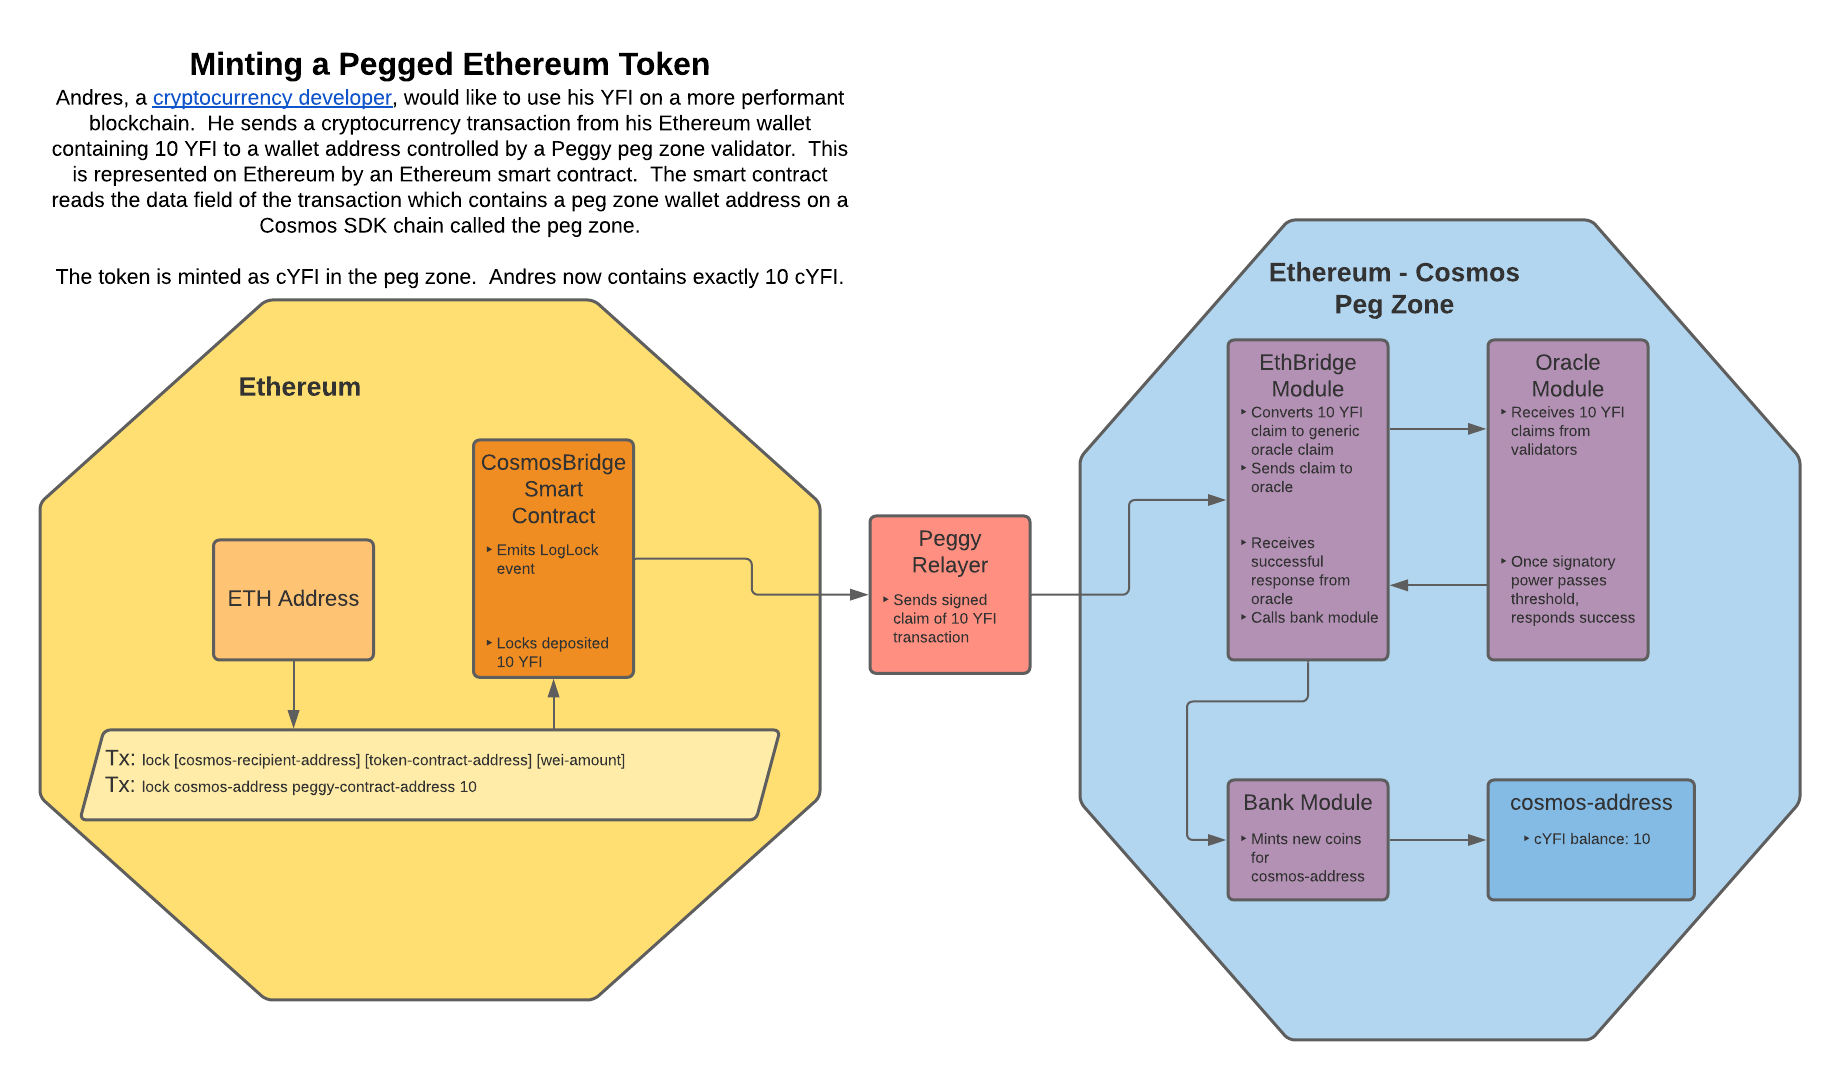 Minting a Pegged Ethereum Token
Andres, a cryptocurrency developer, would like to use his YFI on a more performant
blockchain.  He sends a cryptocurrency transaction from his Ethereum wallet
containing 10 YFI to a wallet address controlled by a Peggy peg zone validator.  This
is represented on Ethereum by an Ethereum smart contract.  The smart contract
reads the data field of the transaction which contains a peg zone wallet address on a
Cosmos SDK chain called the peg zone.
The token is minted as cYFI in the peg zone.  Andres now contains exactly 10 cYFI.
Ethereum
ETH Address
CosmosBridge
Smart
Contract
‣ Emits LogLock
event
‣ Locks deposited
10 YFI
Tx: lock [cosmos-recipient-address] [token-contract-address] [wei-amount]
Tx: lock cosmos-address peggy-contract-address 10
Peggy
Relayer
‣ Sends signed
claim of 10 YFI
transaction
Ethereum - Cosmos
Peg Zone
EthBridge
Module
‣ Converts 10 YFI
claim to generic
oracle claim
‣ Sends claim to
oracle
‣ Receives
successful
response from
oracle
‣ Calls bank module
Oracle
Module
‣ Receives 10 YFI
claims from
validators
‣ Once signatory
power passes
threshold,
responds success
Bank Module
‣ Mints new coins
for
cosmos-address
cosmos-address
‣ cYFI balance: 10